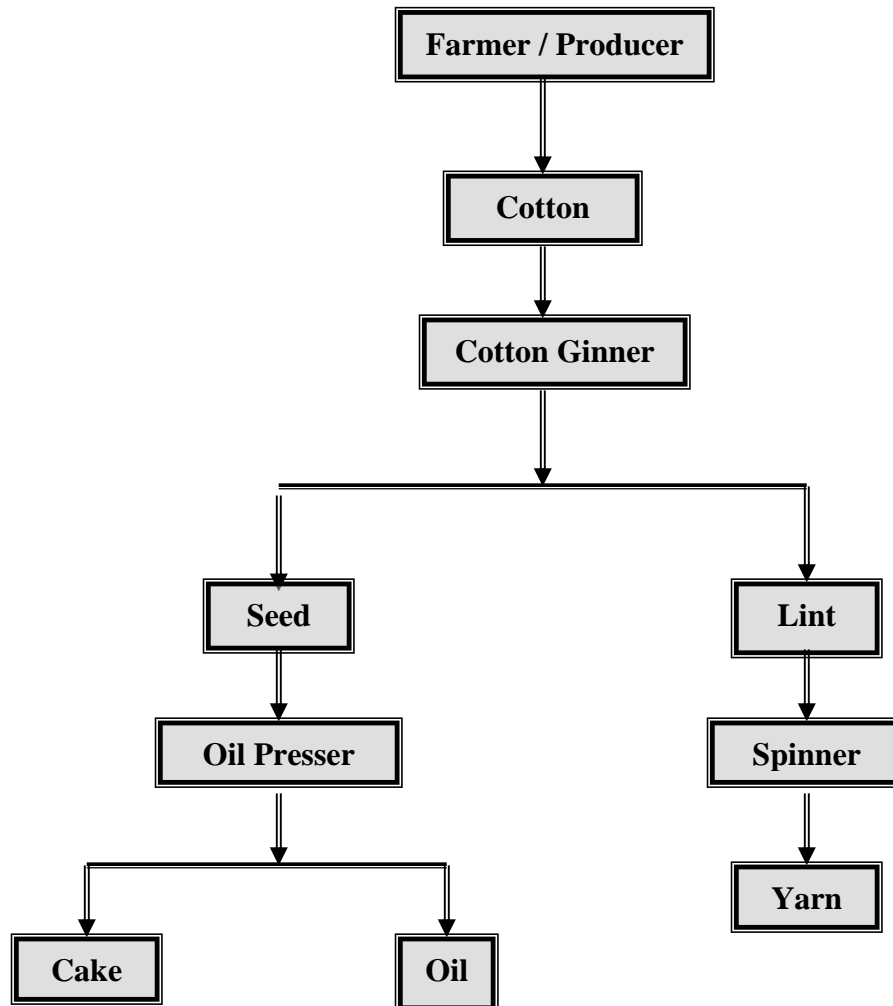 Farmer / Producer
Cotton
Cotton Ginner
Seed
Lint
Oil Presser
Spinner
Yarn
Cake
Oil